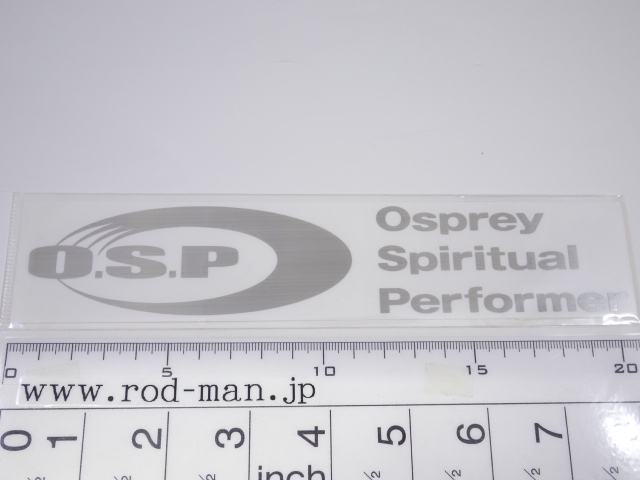 O.S.P
Osprey
Spiritual
Performer
0 5 10 15 20
www.rod-man.jp
0 1 2 3 4 5 6 7
inch